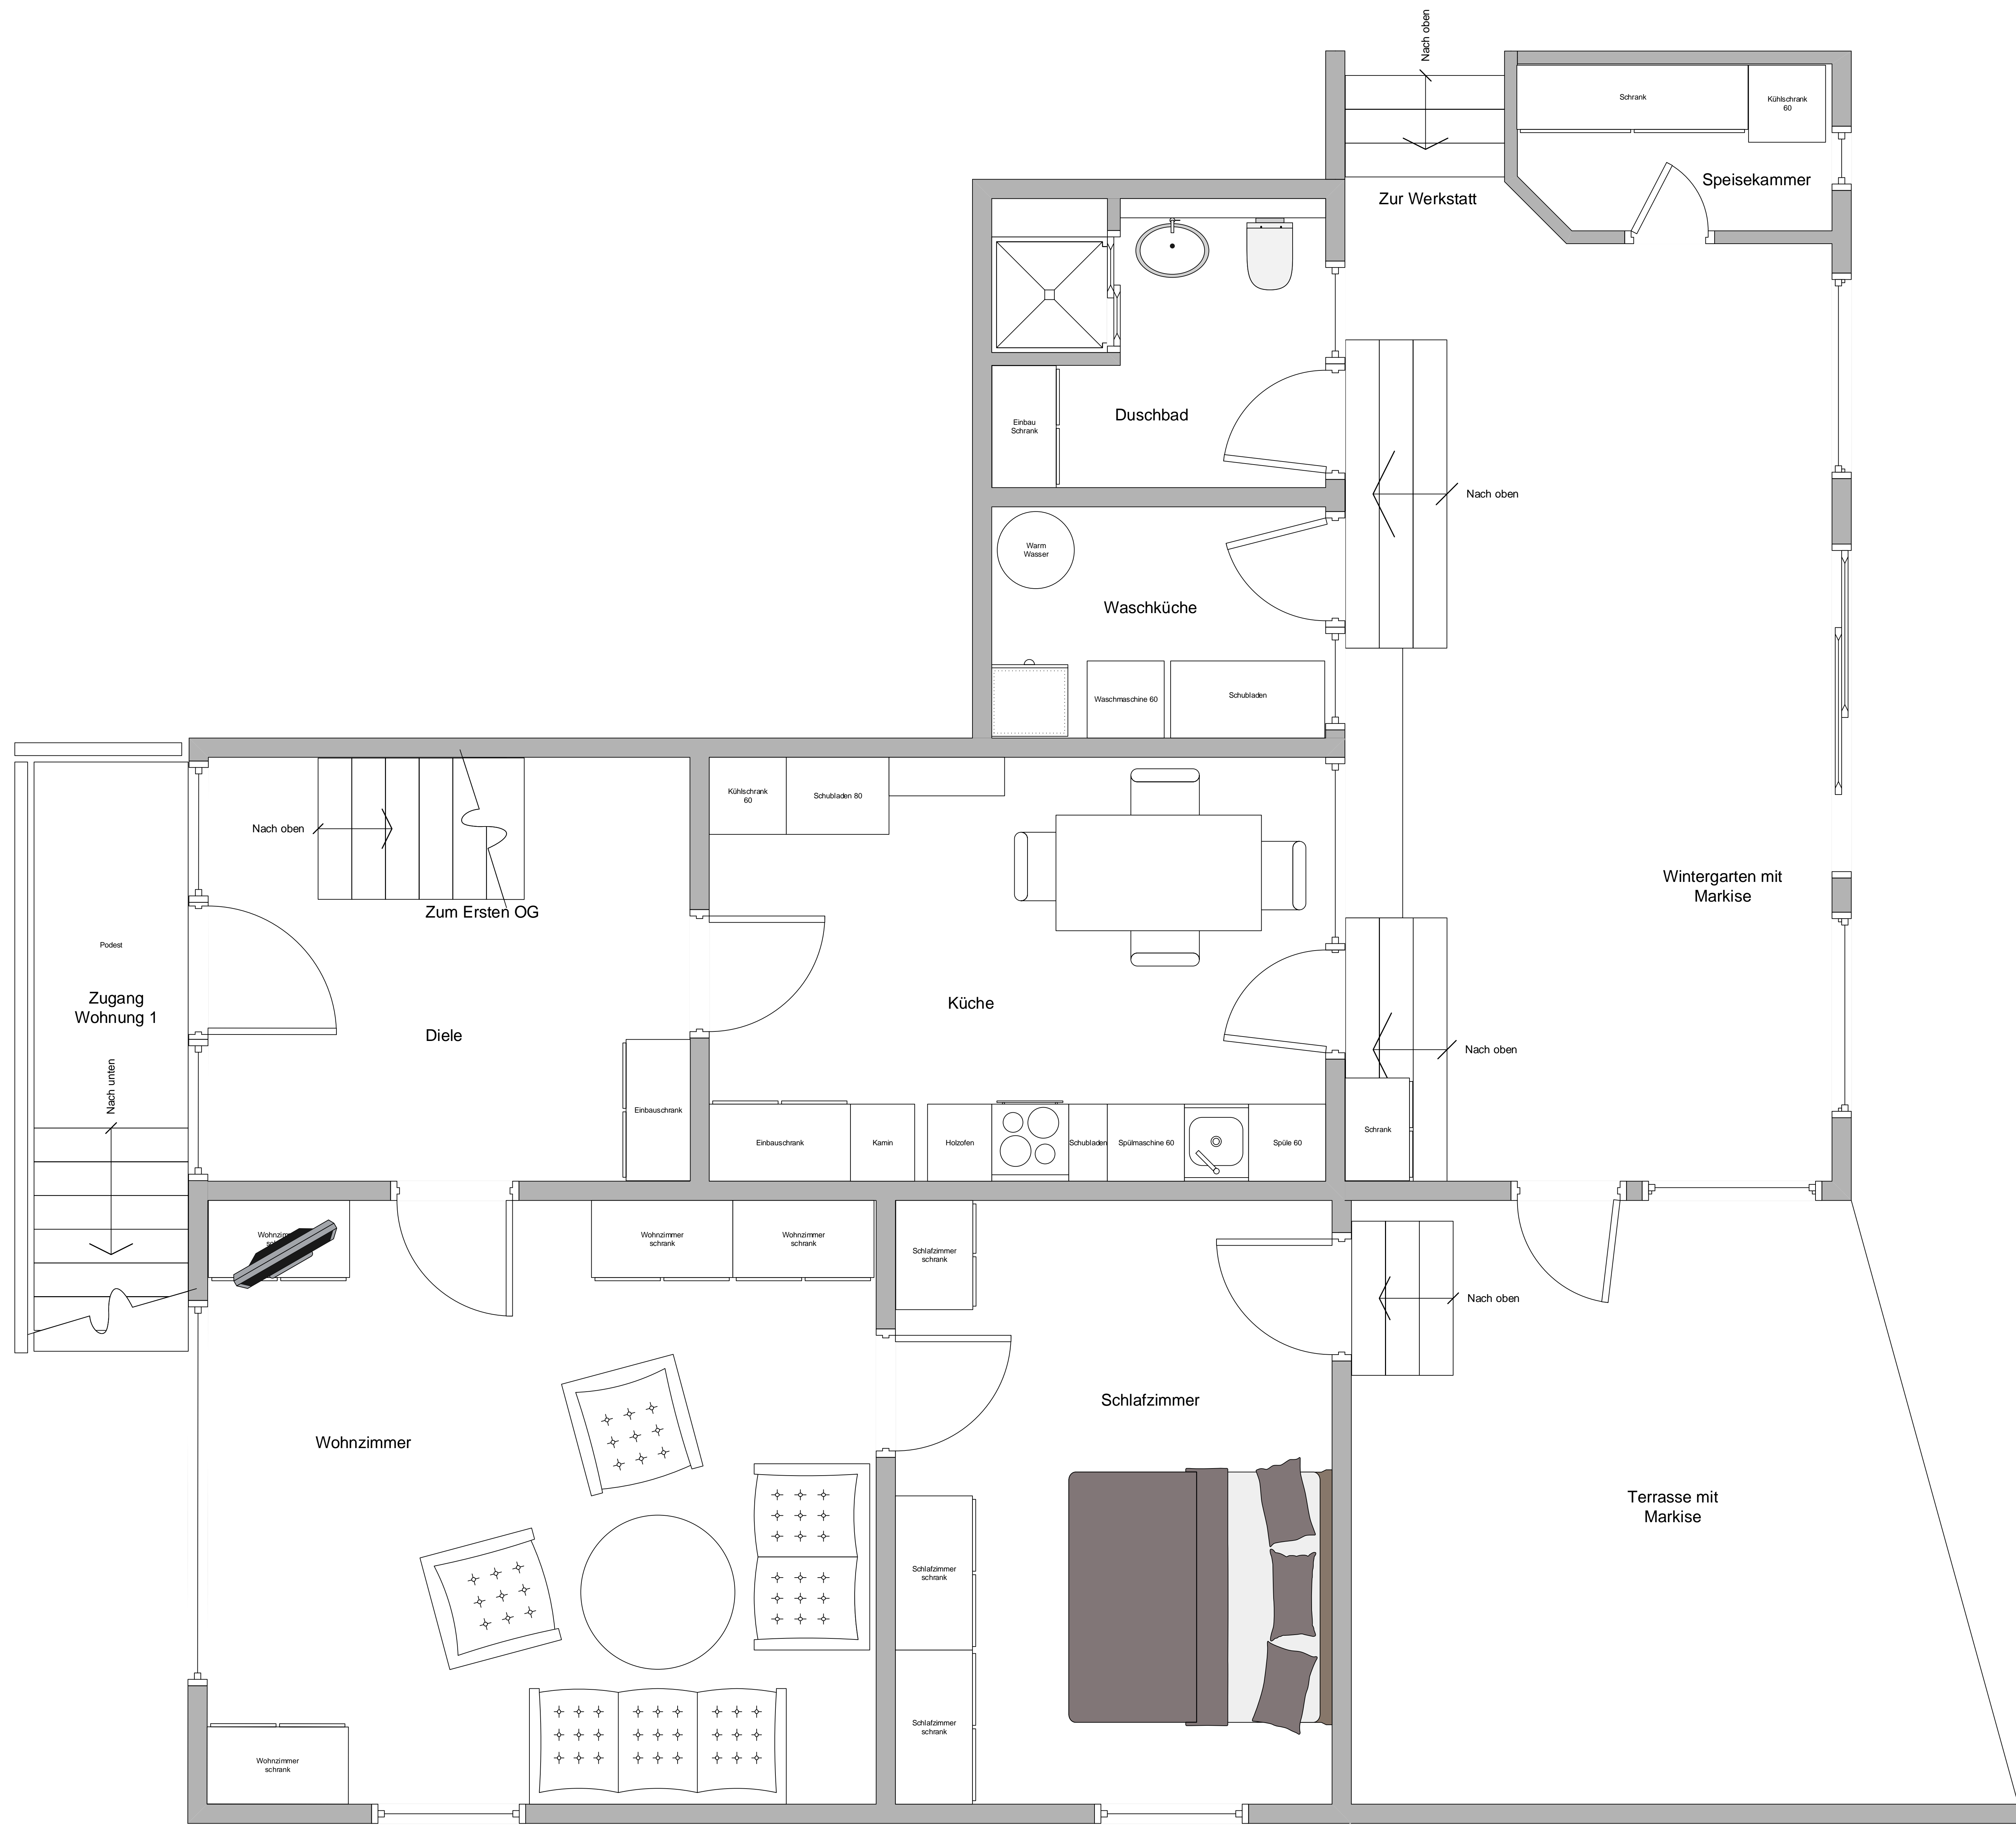 Nach oben
Schrank
Kühlschrank
60
Speisekammer
Zur Werkstatt
Einbau
Schrank
Duschbad
Nach oben
Warm
Wasser
Waschküche
Waschmaschine 60
Schubladen
Nach oben
Zum Ersten OG
Kühlschrank
60
Schubladen 80
Wintergarten mit
Markise
Podest
Zugang
Wohnung 1
Nach unten
Diele
Küche
Nach oben
Einbauschrank
Einbauschrank
Kamin
Holzofen
Schubladen
Spülmaschine 60
Spüle 60
Schrank
Wohnzimmer
schrank
Wohnzimmer
schrank
Schlafzimmer
schrank
Nach oben
Wohnzimmer
Schlafzimmer
Terrasse mit
Markise
Schlafzimmer
schrank
Schlafzimmer
schrank
Wohnzimmer
schrank